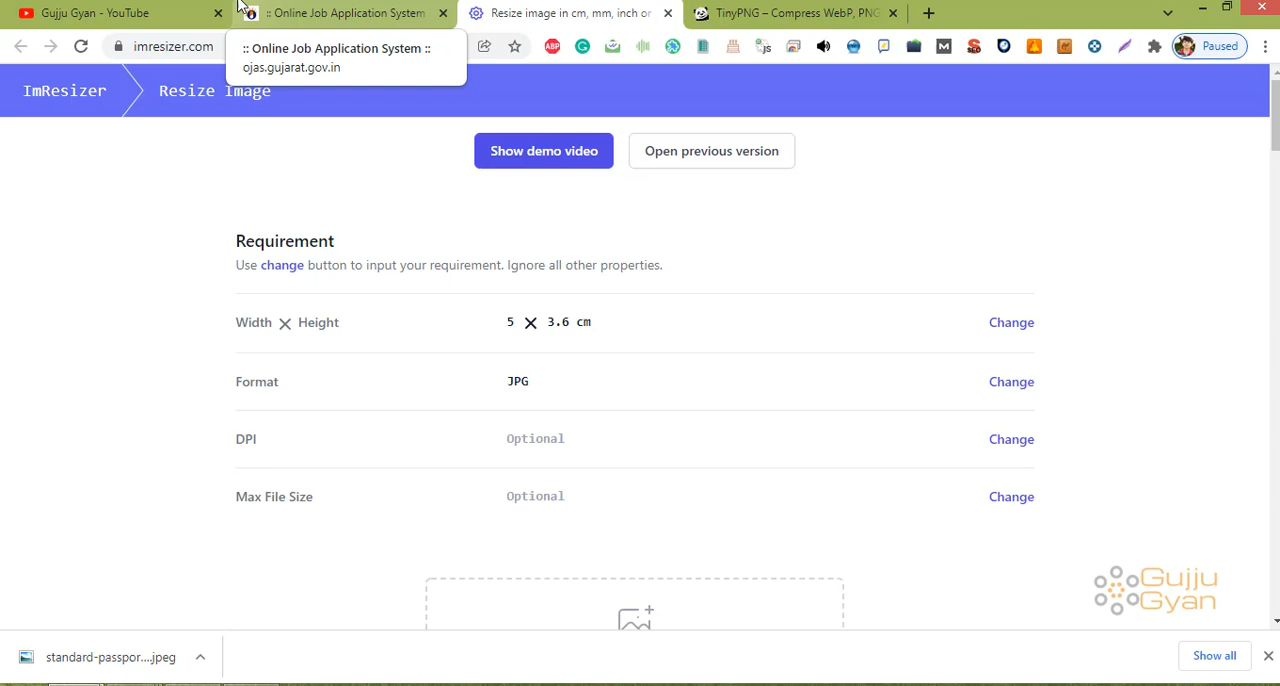 Gujju Gyan - YouTube
:: Online Job Application System
Resize image in cm, mm, inch or
TinyPNG – Compress WebP, PNG
imresizer.com
ABP
Paused
:: Online Job Application System ::
ojas.gujarat.gov.in
ImResizer
Resize Image
Show demo video
Open previous version
Requirement
Use change button to input your requirement. Ignore all other properties.
Width × Height
5 × 3.6 cm
Change
Format
JPG
Change
DPI
Optional
Change
Max File Size
Optional
Change
Gujju
Gyan
standard-passpor....jpeg
Show all